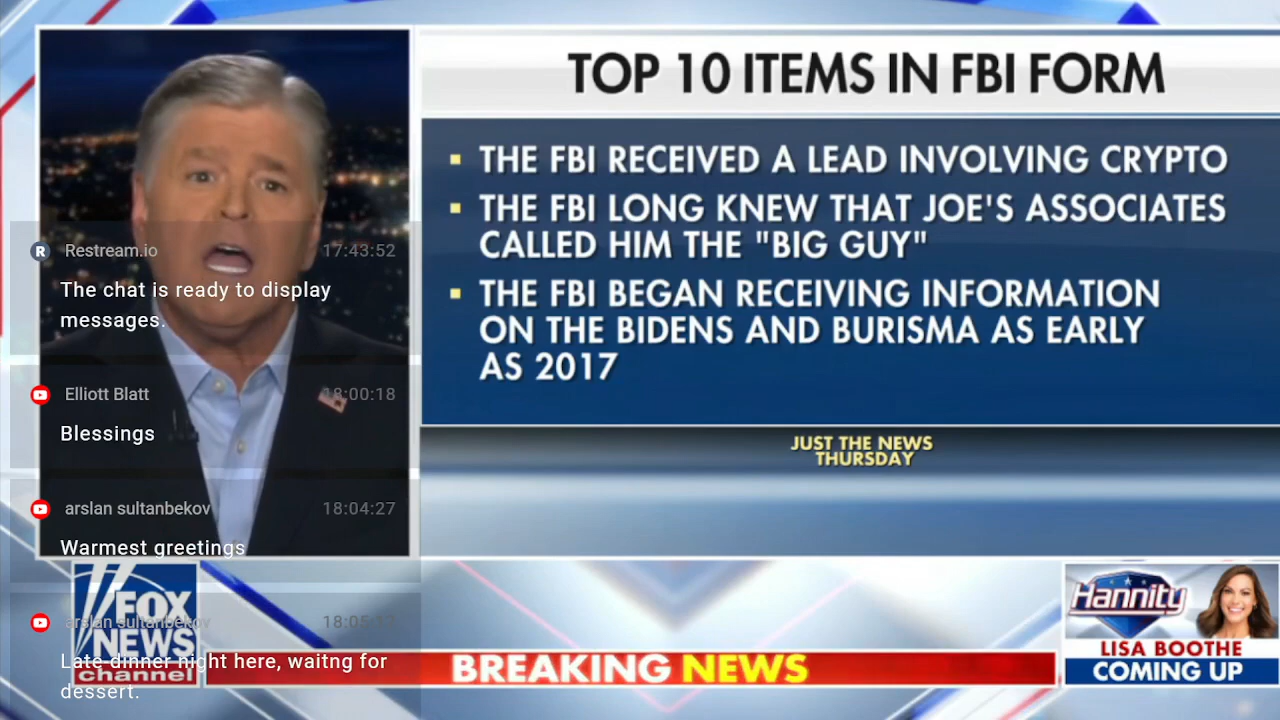 TOP 10 ITEMS IN FBI FORM
▪ THE FBI RECEIVED A LEAD INVOLVING CRYPTO
▪ THE FBI LONG KNEW THAT JOE'S ASSOCIATES
CALLED HIM THE "BIG GUY"
▪ THE FBI BEGAN RECEIVING INFORMATION
ON THE BIDENS AND BURISMA AS EARLY
AS 2017
JUST THE NEWS
THURSDAY
R Restream.io 17:43:52
The chat is ready to display
messages.
Elliott Blatt 18:00:18
Blessings
arslan sultanbekov 18:04:27
Warmest greetings
arslan sultanbekov
Late dinner night here, waitng for
dessert.
FOX
NEWS
channel
BREAKING NEWS
Hannity
LISA BOOTHE
COMING UP